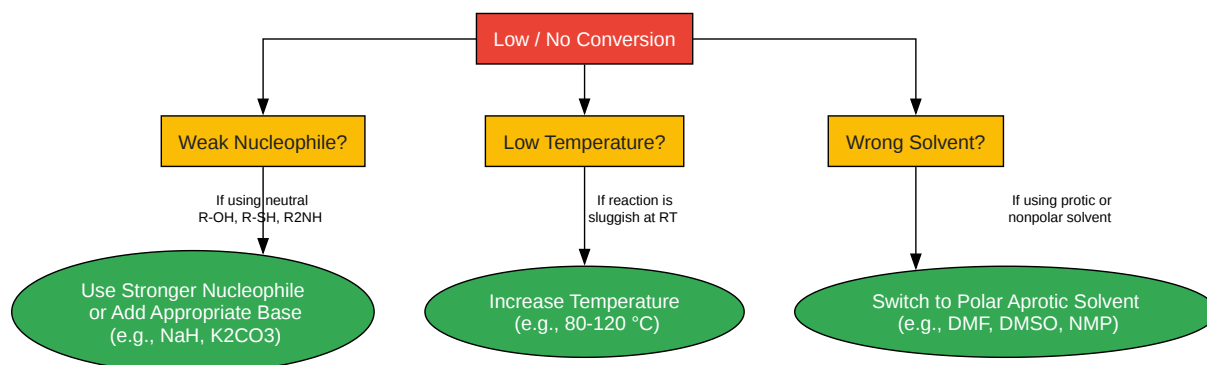 Low / No Conversion
Weak Nucleophile?
Low Temperature?
Wrong Solvent?
If using neutral
R-OH, R-SH, R2NH
If reaction is
sluggish at RT
If using protic or
nonpolar solvent
Use Stronger Nucleophile
or Add Appropriate Base
(e.g., NaH, K2CO3)
Increase Temperature
(e.g., 80-120 °C)
Switch to Polar Aprotic Solvent
(e.g., DMF, DMSO, NMP)